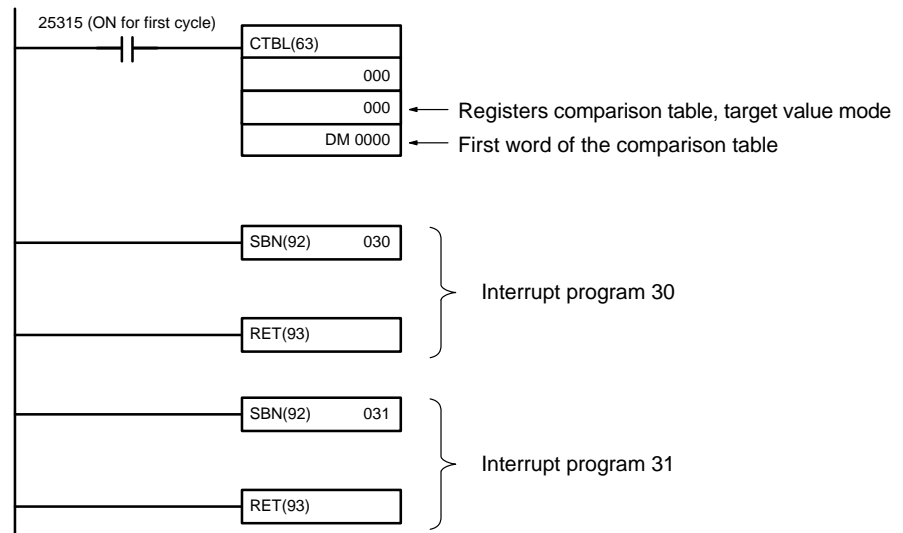 25315 (ON for first cycle)
CTBL(63)
000
000
Registers comparison table, target value mode
DM 0000
First word of the comparison table
SBN(92) 030
Interrupt program 30
RET(93)
SBN(92) 031
Interrupt program 31
RET(93)